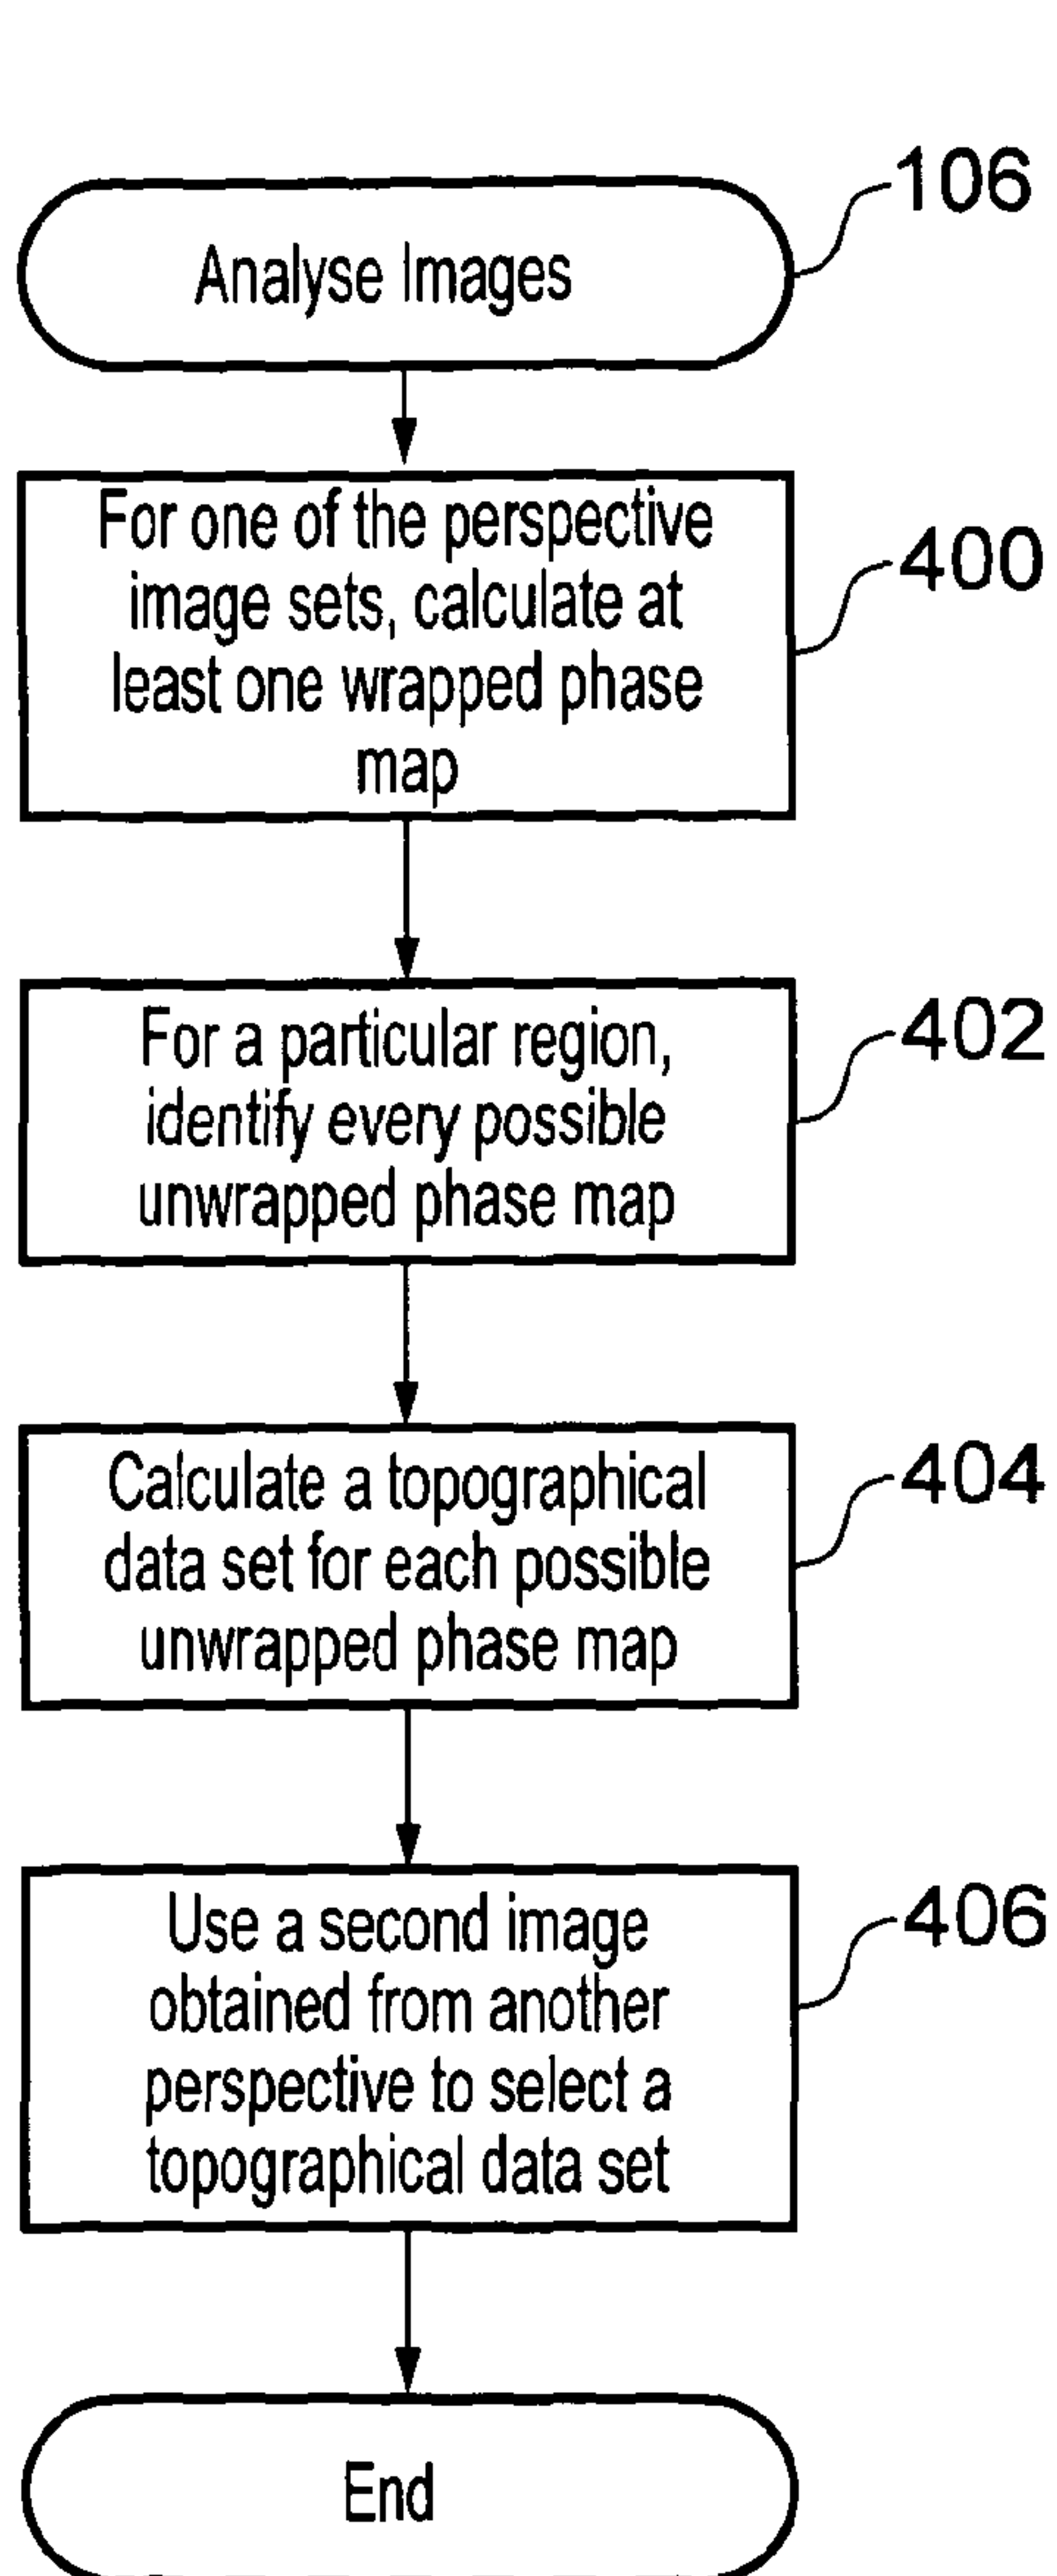 Analyse Images
106
For one of the perspective
image sets, calculate at
least one wrapped phase
map
400
For a particular region,
identify every possible
unwrapped phase map
402
Calculate a topographical
data set for each possible
unwrapped phase map
404
Use a second image
obtained from another
perspective to select a
topographical data set
406
End